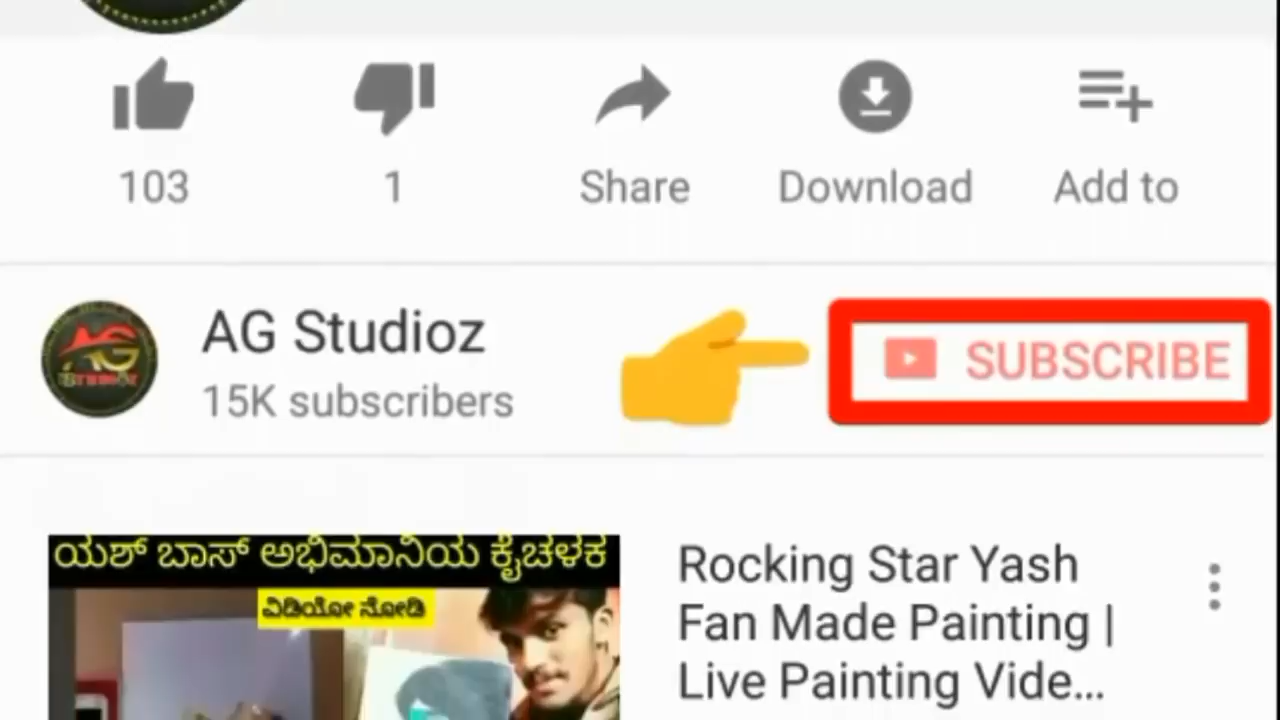 103
1
Share
Download
Add to
AG Studioz
15K subscribers
SUBSCRIBE
AG
ಯಶ್ ಬಾಸ್ ಅಭಿಮಾನಿಯ ಕೈಚಳಕ
ವಿಡಿಯೋ ನೋಡಿ
Rocking Star Yash
Fan Made Painting |
Live Painting Vide...